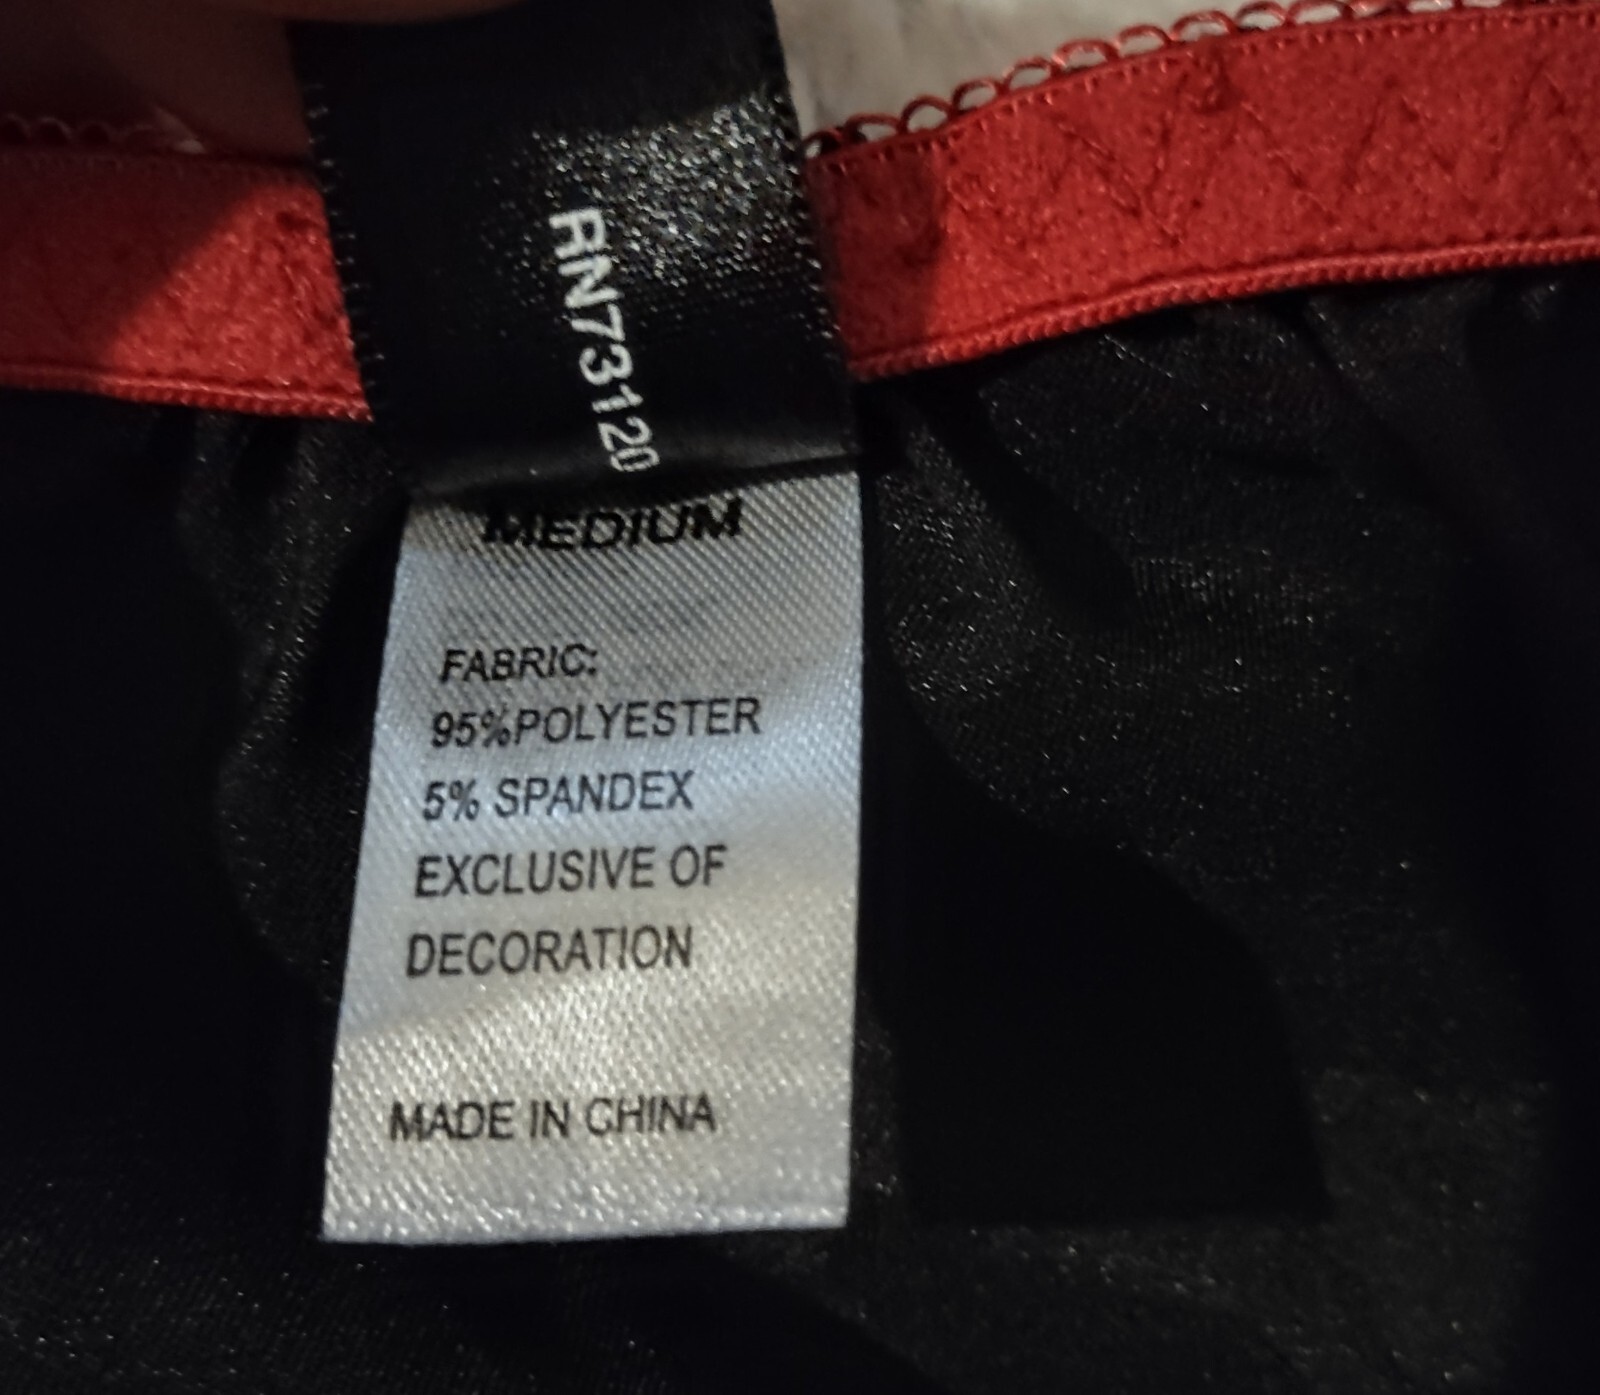 RN73120
MEDIUM
FABRIC:
95%POLYESTER
5% SPANDEX
EXCLUSIVE OF
DECORATION
MADE IN CHINA